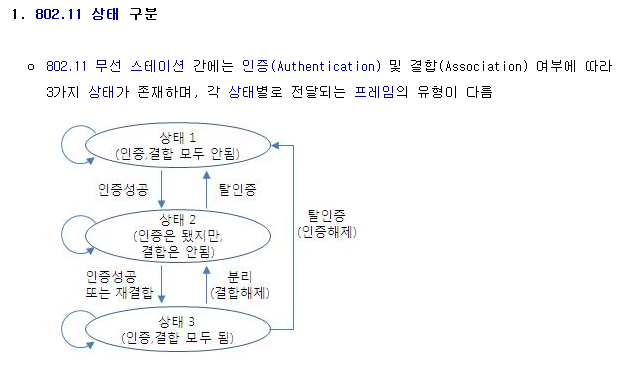 1. 802.11 상태 구분
o 802.11 무선 스테이션 간에는 인증(Authentication) 및 결합(Association) 여부에 따라
3가지 상태가 존재하며, 각 상태별로 전달되는 프레임의 유형이 다름
상태 1
(인증,결합 모두 안됨)
인증성공
탈인증
상태 2
(인증은 됐지만,
결합은 안됨)
탈인증
(인증해제)
인증성공
또는 재결합
분리
(결합해제)
상태 3
(인증,결합 모두 됨)